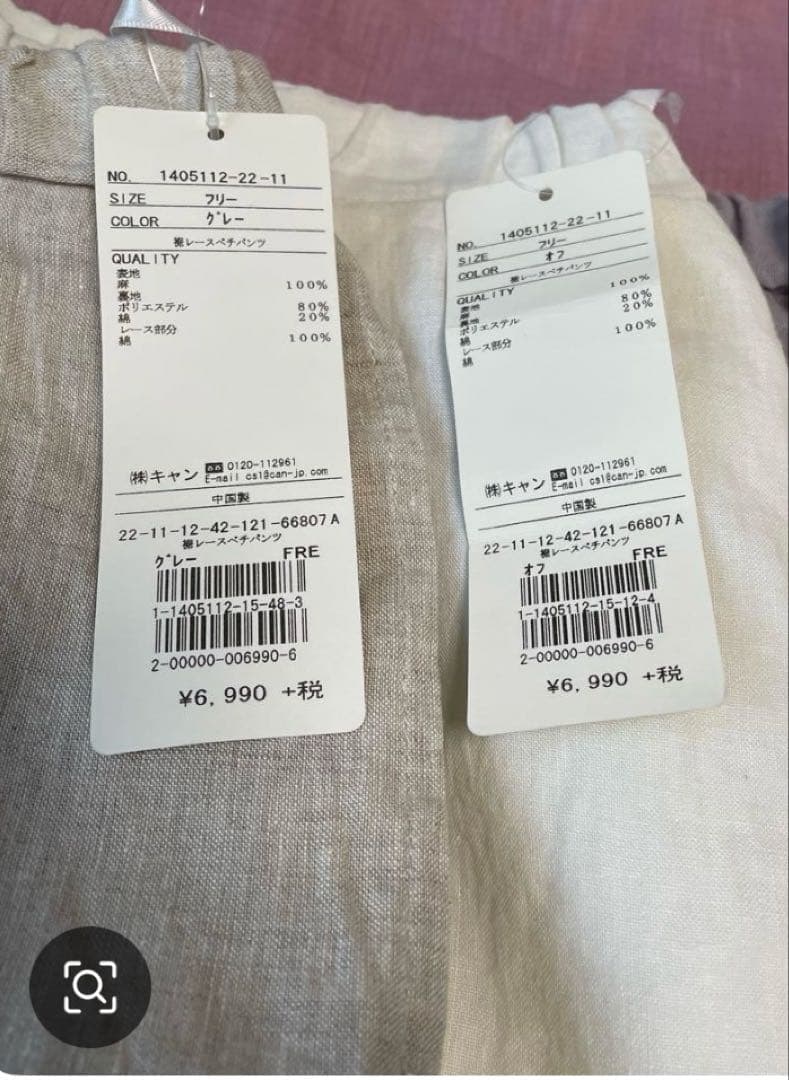 NO. 1405112-22-11
SIZE フリー
COLOR グレー
裾レースペチパンツ
QUALITY
表地
麻 100%
裏地
ポリエステル 80%
綿 20%
レース部分
綿 100%
(株)キャン 0120-112961
E-mail cs1@can-jp.com
中国製
22-11-12-42-121-66807A
裾レースペチパンツ
グレー FRE
1-1405112-15-48-3
2-00000-006990-6
¥6,990 +税
NO. 1405112-22-11
SIZE フリー
COLOR オフ
裾レースペチパンツ
QUALITY
表地
麻 100%
裏地
ポリエステル 80%
綿 20%
レース部分
綿 100%
(株)キャン 0120-112961
E-mail cs1@can-jp.com
中国製
22-11-12-42-121-66807A
裾レースペチパンツ
オフ FRE
1-1405112-15-12-4
2-00000-006990-6
¥6,990 +税